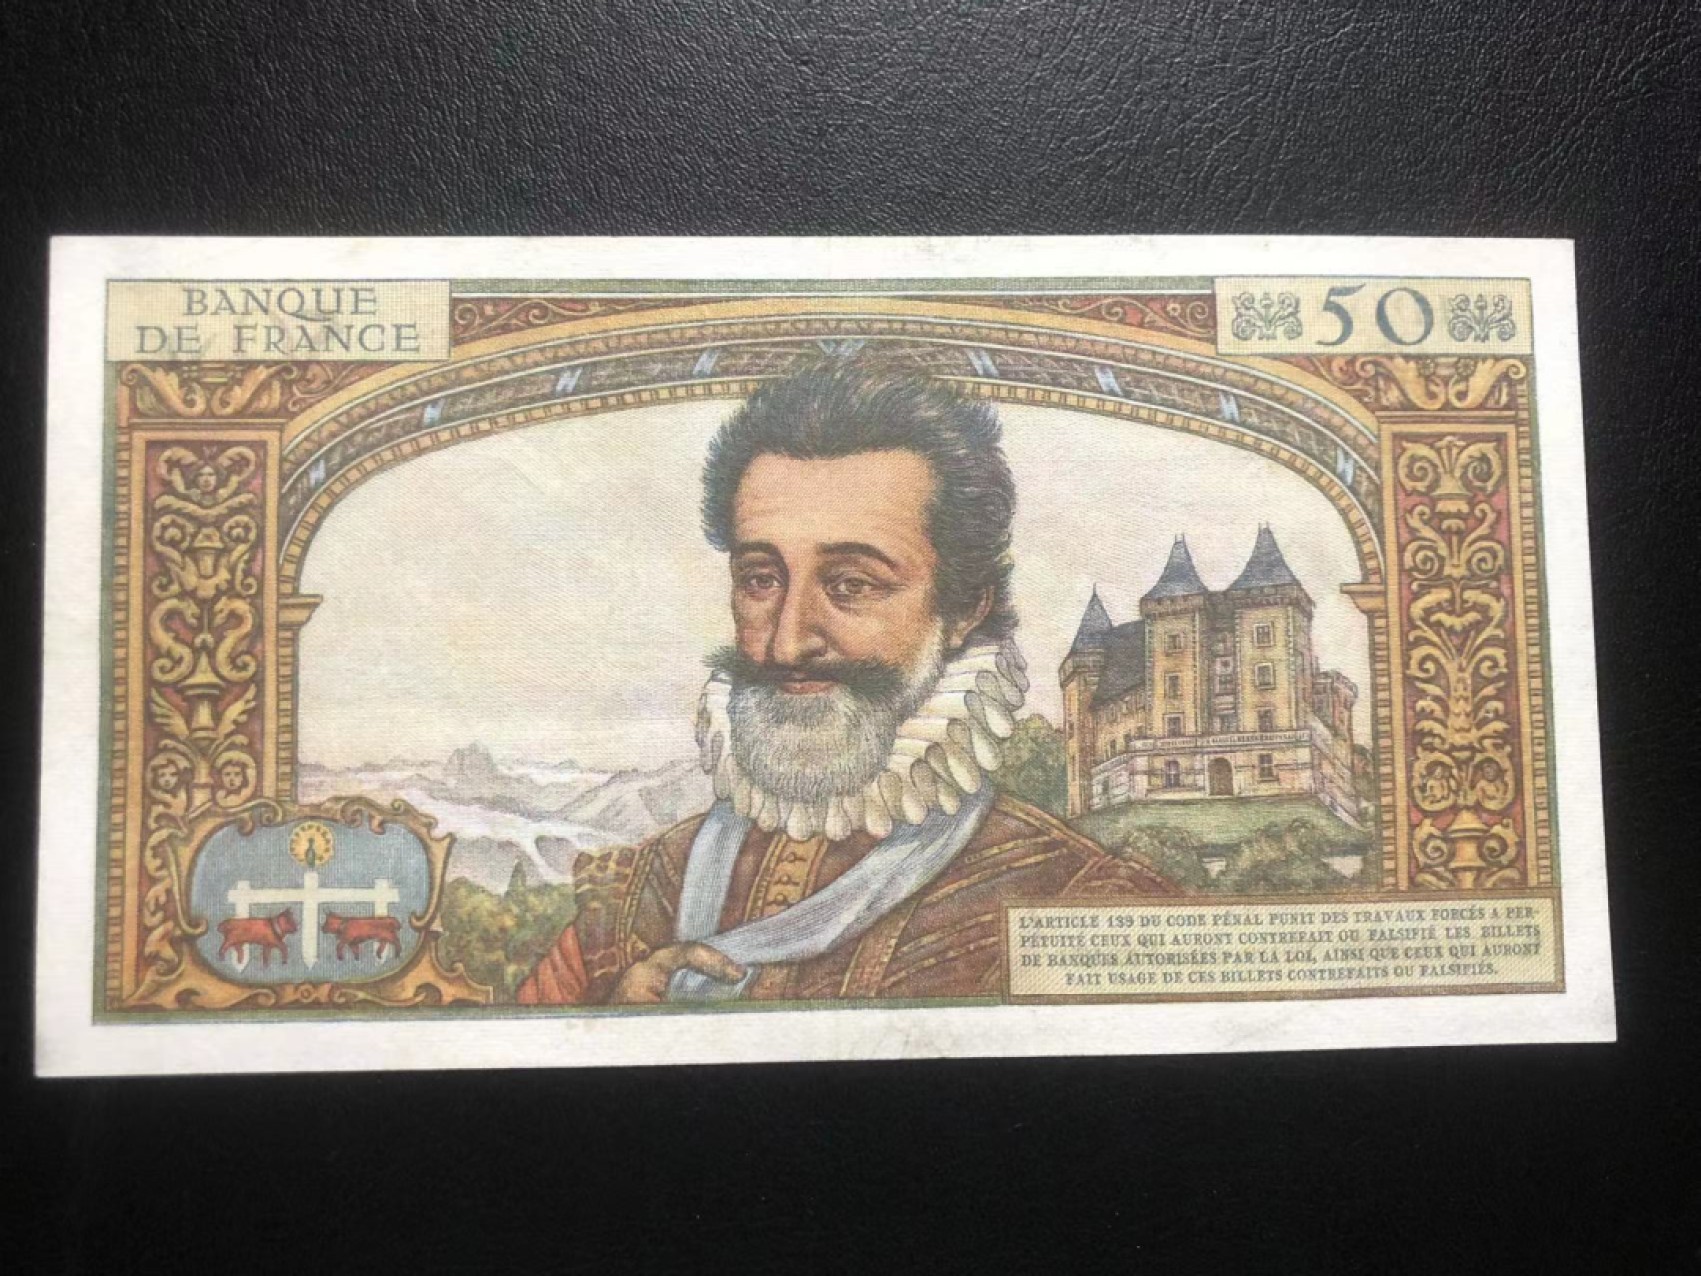 BANQUE
DE FRANCE
50
L'ARTICLE 139 DU CODE PÉNAL PUNIT DES TRAVAUX FORCÉS A PER-
PÉTUITÉ CEUX QUI AURONT CONTREFAIT OU FALSIFIÉ LES BILLETS
DE BANQUES AUTORISÉES PAR LA LOI, AINSI QUE CEUX QUI AURONT
FAIT USAGE DE CES BILLETS CONTREFAITS OU FALSIFIÉS.